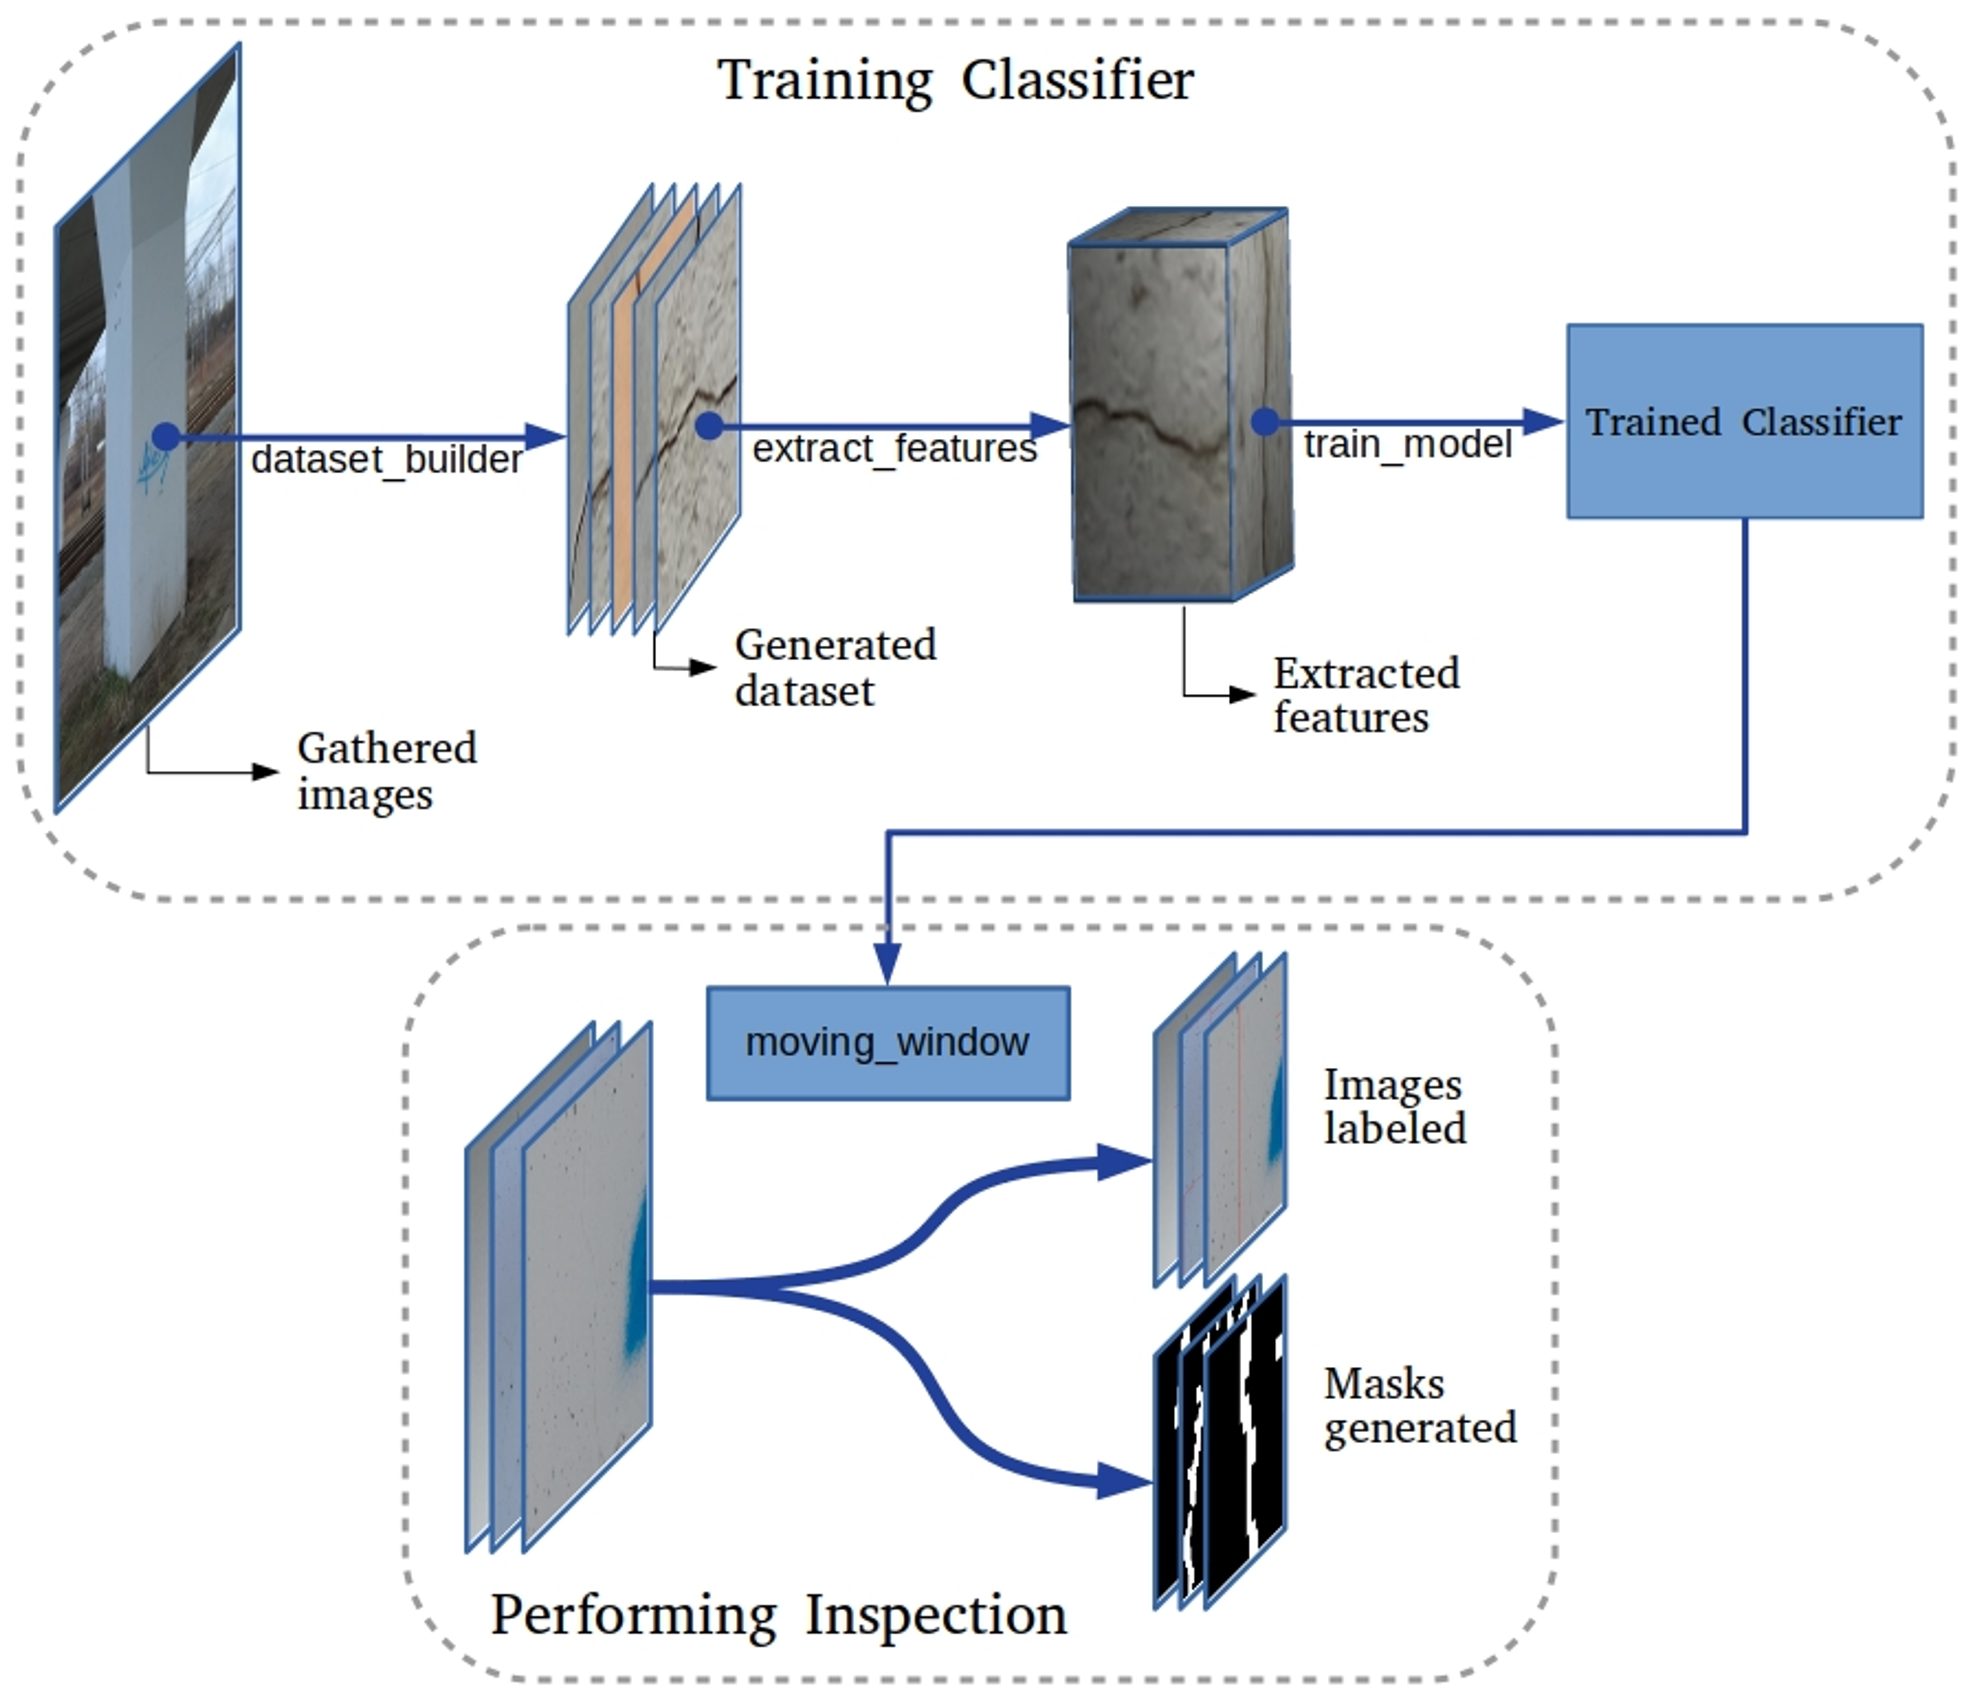 Training Classifier
dataset_builder
extract_features
train_model
Trained Classifier
Generated
dataset
Extracted
features
Gathered
images
moving_window
Images
labeled
Masks
generated
Performing Inspection